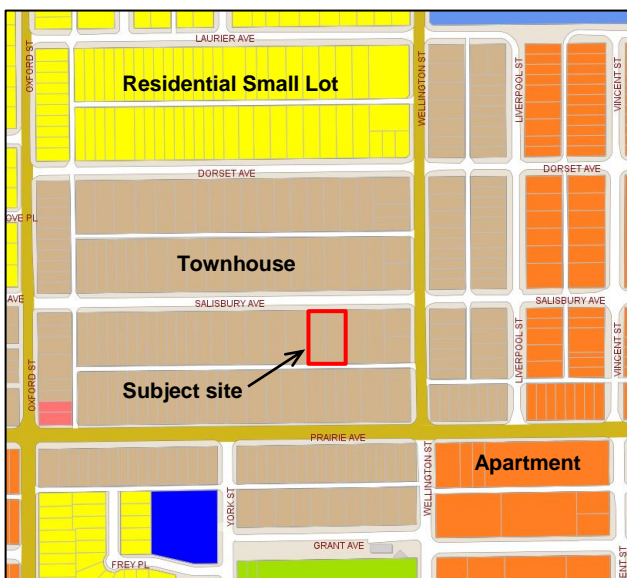 LAURIER AVE
OXFORD ST
Residential Small Lot
WELLINGTON ST
LIVERPOOL ST
VINCENT ST
DORSET AVE
DORSET AVE
OVE PL
Townhouse
AVE
SALISBURY AVE
SALISBURY AVE
LIVERPOOL ST
VINCENT ST
OXFORD ST
Subject site
PRAIRIE AVE
WELLINGTON ST
Apartment
YORK ST
GRANT AVE
FREY PL
ENT ST